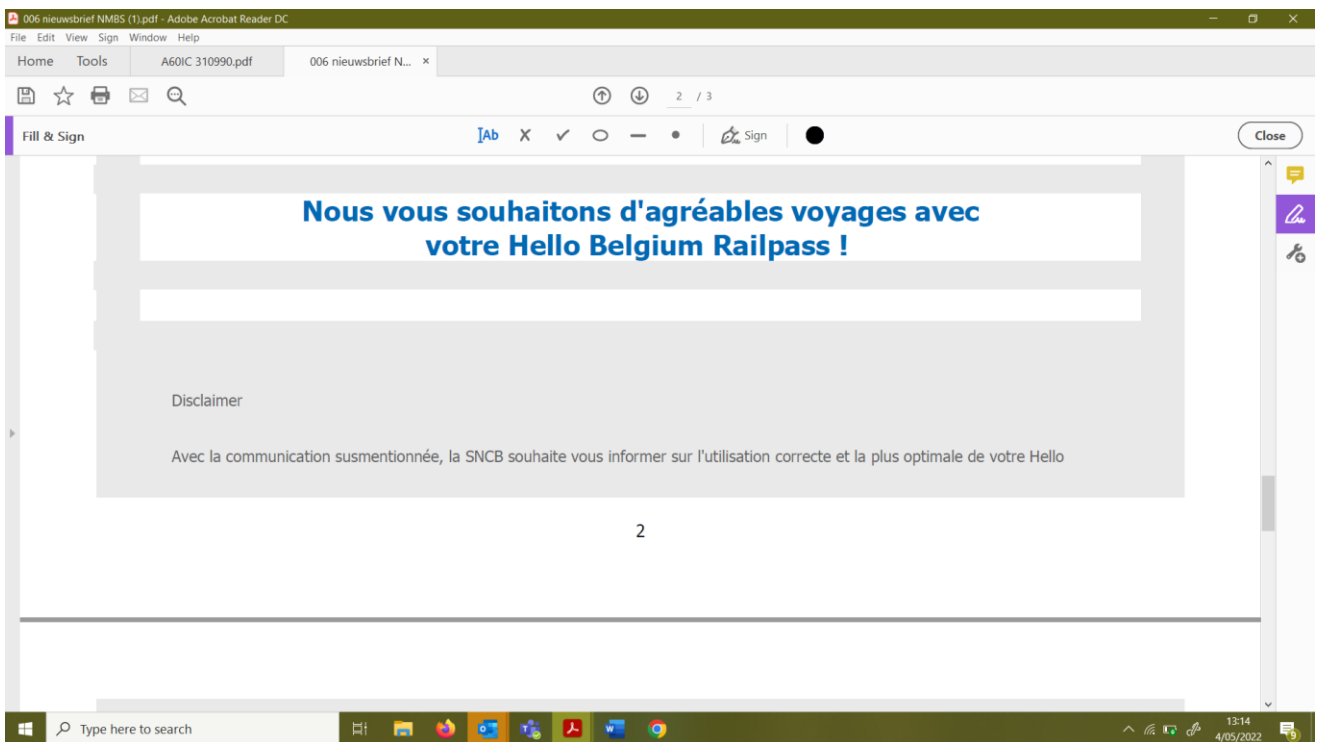 006 nieuwsbrief NMBS (1).pdf - Adobe Acrobat Reader DC
File Edit View Sign Window Help
Home Tools A60IC 310990.pdf 006 nieuwsbrief N... ×
2 / 3
Fill & Sign Ab Sign Close
Nous vous souhaitons d'agréables voyages avec
votre Hello Belgium Railpass !
Disclaimer
Avec la communication susmentionnée, la SNCB souhaite vous informer sur l'utilisation correcte et la plus optimale de votre Hello
2
Type here to search
13:14
4/05/2022
9